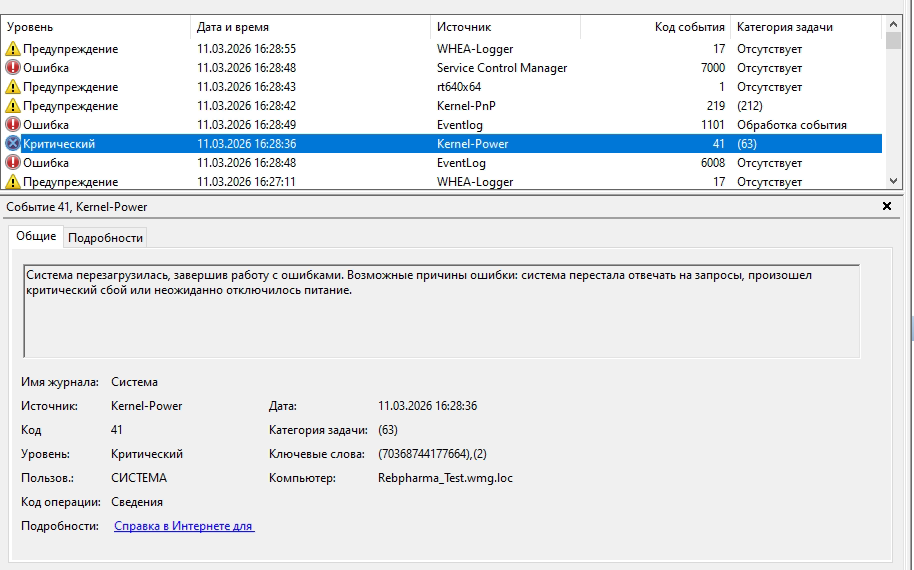 Уровень Дата и время Источник Код события Категория задачи
Предупреждение 11.03.2026 16:28:55 WHEA-Logger 17 Отсутствует
Ошибка 11.03.2026 16:28:48 Service Control Manager 7000 Отсутствует
Предупреждение 11.03.2026 16:28:43 rt640x64 1 Отсутствует
Предупреждение 11.03.2026 16:28:42 Kernel-PnP 219 (212)
Ошибка 11.03.2026 16:28:49 Eventlog 1101 Обработка события
Критический 11.03.2026 16:28:36 Kernel-Power 41 (63)
Ошибка 11.03.2026 16:28:48 EventLog 6008 Отсутствует
Предупреждение 11.03.2026 16:27:11 WHEA-Logger 17 Отсутствует
Событие 41, Kernel-Power
Общие Подробности
Система перезагрузилась, завершив работу с ошибками. Возможные причины ошибки: система перестала отвечать на запросы, произошел
критический сбой или неожиданно отключилось питание.
Имя журнала: Система
Источник: Kernel-Power Дата: 11.03.2026 16:28:36
Код 41 Категория задачи: (63)
Уровень: Критический Ключевые слова: (70368744177664),(2)
Пользов.: СИСТЕМА Компьютер: Rebpharma_Test.wmg.loc
Код операции: Сведения
Подробности: Справка в Интернете для